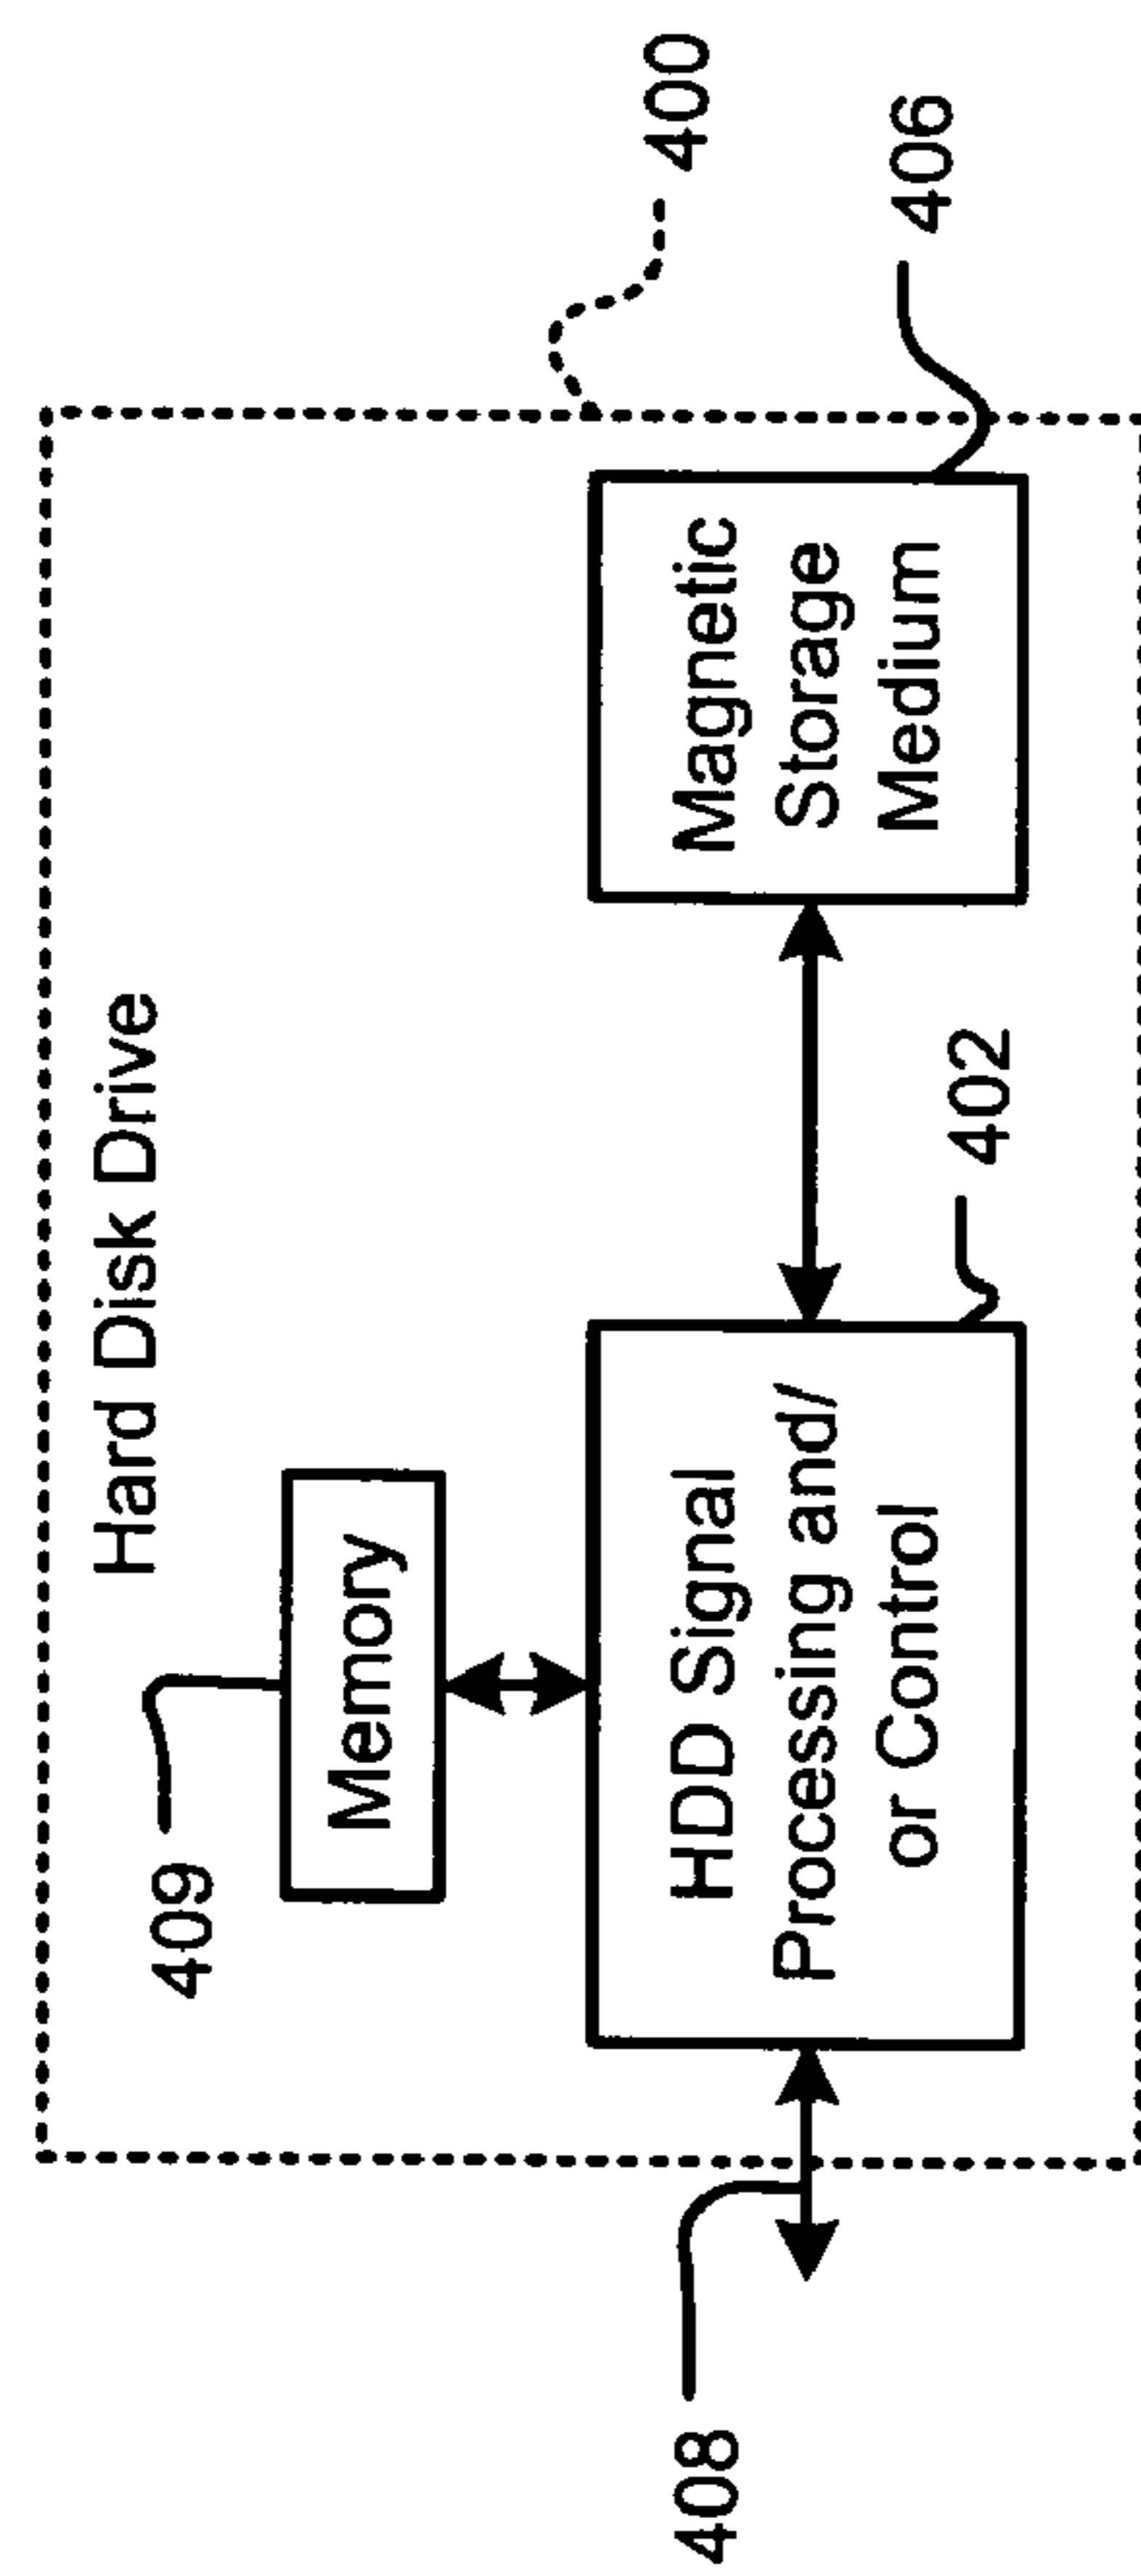 Hard Disk Drive
400
409
Memory
408
HDD Signal
Processing and/
or Control
402
Magnetic
Storage
Medium
406